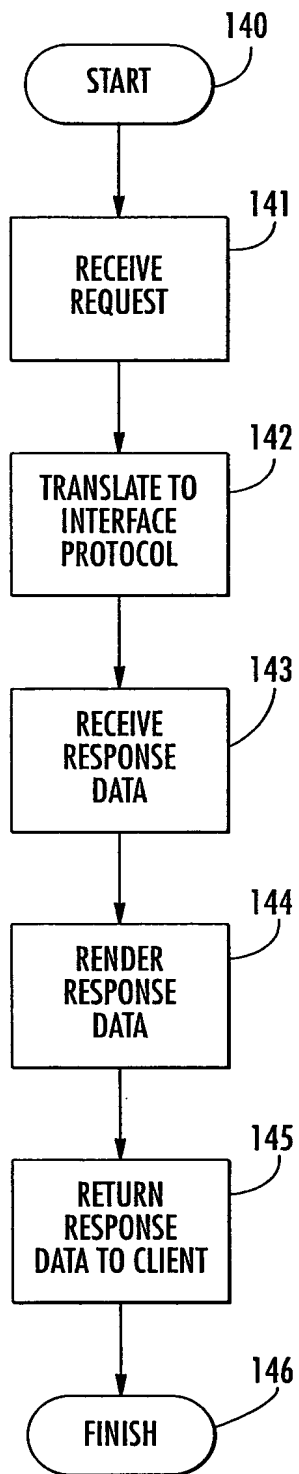 140
START
141
RECEIVE
REQUEST
142
TRANSLATE TO
INTERFACE
PROTOCOL
143
RECEIVE
RESPONSE
DATA
144
RENDER
RESPONSE
DATA
145
RETURN
RESPONSE
DATA TO CLIENT
146
FINISH